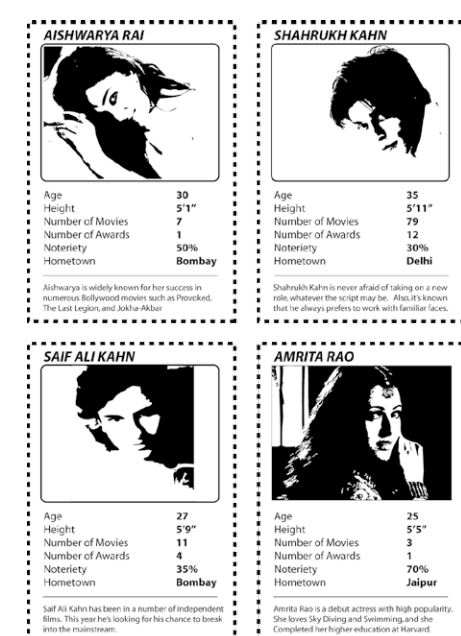 AISHWARYA RAI
Age 30
Height 5'1"
Number of Movies 7
Number of Awards 1
Noteriety 50%
Hometown Bombay
Aishwarya is widely known for her success in
numerous Bollywood movies such as Provoked,
The Last Legion, and Jokha-Akbar
SHAHRUKH KAHN
Age 35
Height 5'11"
Number of Movies 79
Number of Awards 12
Noteriety 30%
Hometown Delhi
Shahrukh Kahn is never afraid of taking on a new
role, whatever the script may be. Also, it's known
that he always prefers to work with familiar faces.
SAIF ALI KAHN
Age 27
Height 5'9"
Number of Movies 11
Number of Awards 4
Noteriety 35%
Hometown Bombay
Saif Ali Kahn has been in a number of independent
films. This year he's looking for his chance to break
into the mainstream.
AMRITA RAO
Age 25
Height 5'5"
Number of Movies 3
Number of Awards 1
Noteriety 70%
Hometown Jaipur
Amrita Rao is a debut actress with high popularity.
She loves Sky Diving and Swimming, and she
Completed her higher education at Harvard.